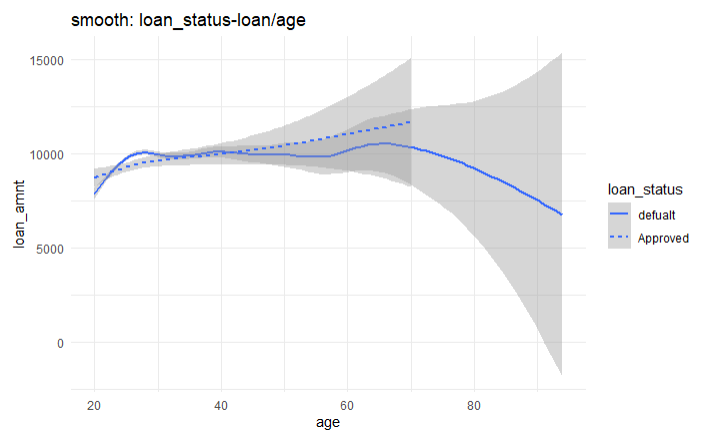 smooth: loan_status-loan/age
15000
10000
5000
0
loan_amnt
20
40
60
80
age
loan_status
defualt
Approved